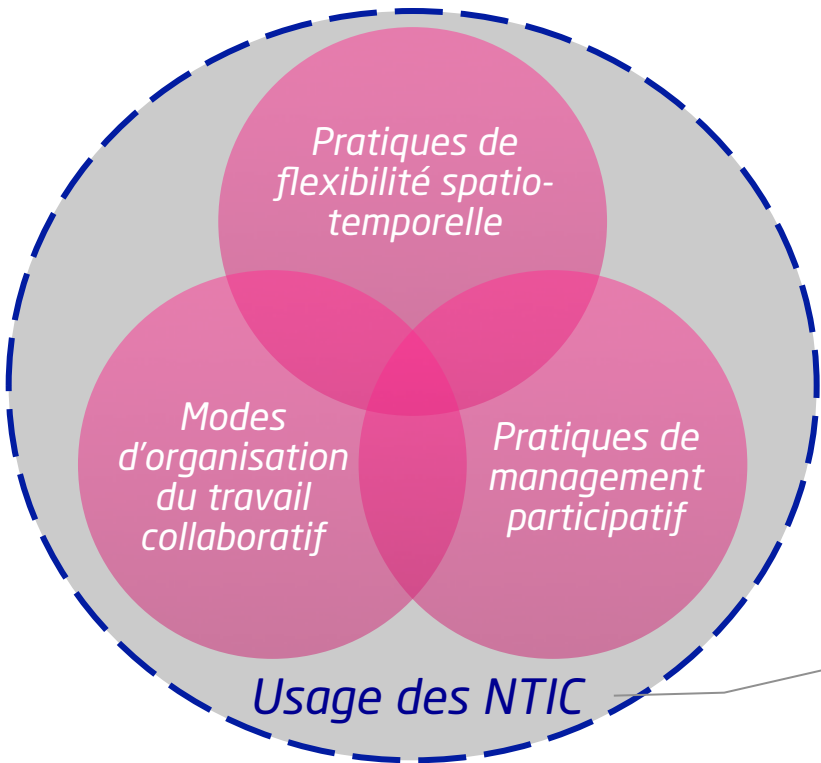 Pratiques de
flexibilité spatio-
temporelle
Modes
d'organisation
du travail
collaboratif
Pratiques de
management
participatif
Usage des NTIC